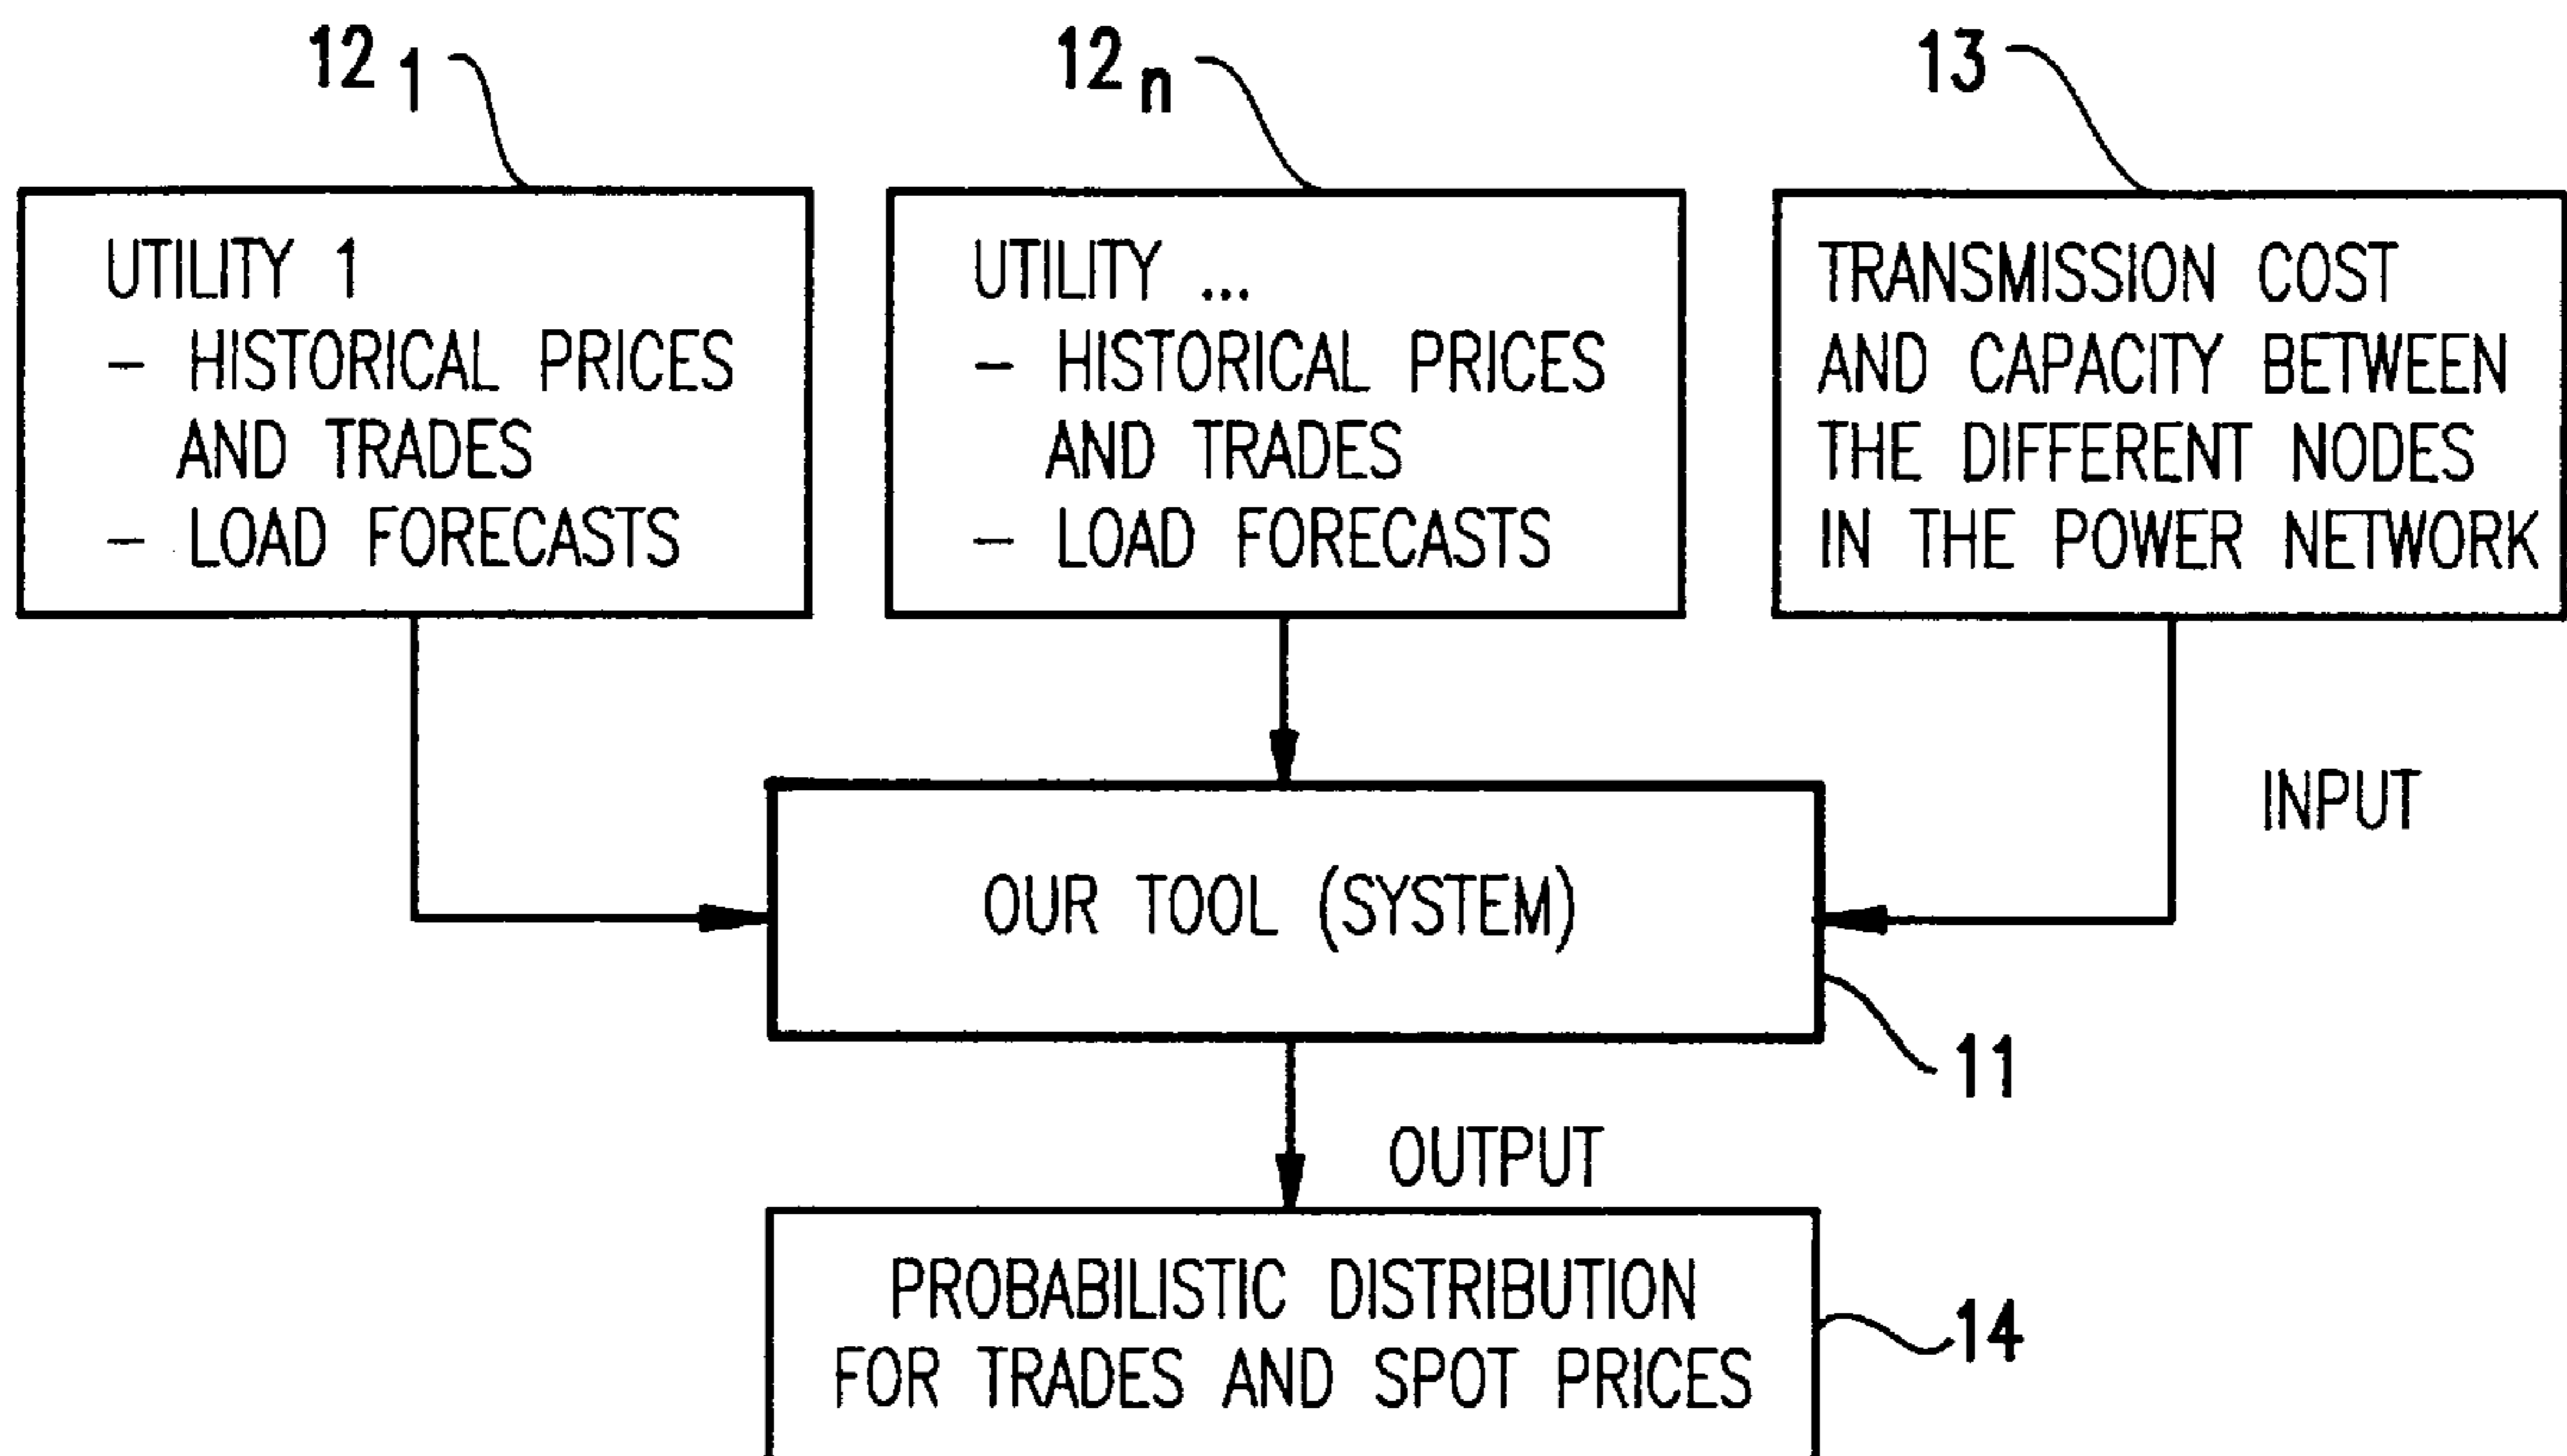 12 1
12 n
13
UTILITY 1
- HISTORICAL PRICES
AND TRADES
- LOAD FORECASTS
UTILITY ...
- HISTORICAL PRICES
AND TRADES
- LOAD FORECASTS
TRANSMISSION COST
AND CAPACITY BETWEEN
THE DIFFERENT NODES
IN THE POWER NETWORK
INPUT
OUR TOOL (SYSTEM)
11
OUTPUT
PROBABILISTIC DISTRIBUTION
FOR TRADES AND SPOT PRICES
14